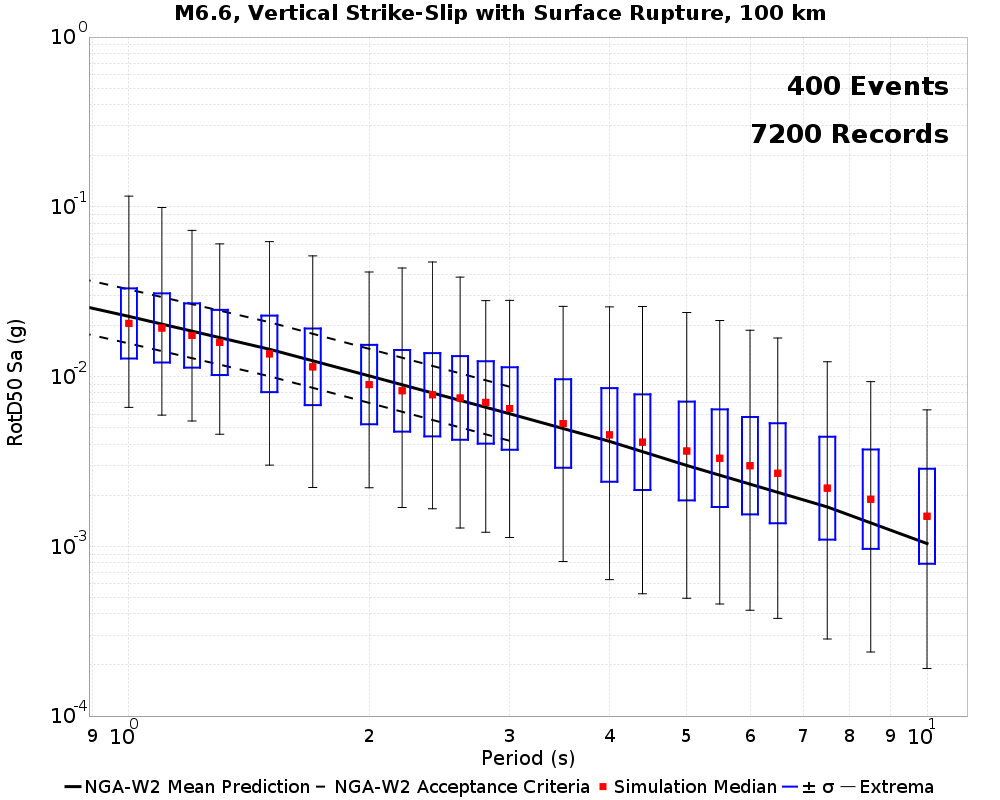 M6.6, Vertical Strike-Slip with Surface Rupture, 100 km
400 Events
7200 Records
RotD50 Sa (g)
10^0
10^-1
10^-2
10^-3
10^-4
9 10^0 2 3 4 5 6 7 8 9 10^1
Period (s)
NGA-W2 Mean Prediction NGA-W2 Acceptance Criteria Simulation Median ± σ Extrema